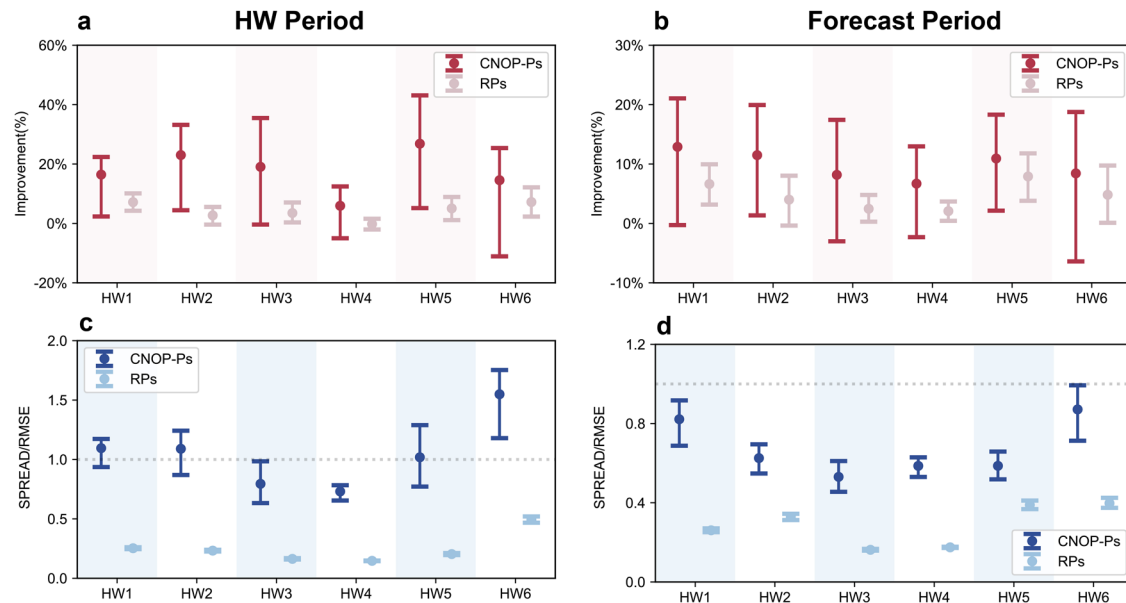 a
HW Period
60%
40%
20%
0%
-20%
Improvement(%)
CNOP-Ps
RPs
HW1 HW2 HW3 HW4 HW5 HW6
b
Forecast Period
30%
20%
10%
0%
-10%
Improvement(%)
CNOP-Ps
RPs
HW1 HW2 HW3 HW4 HW5 HW6
c
2.0
1.5
1.0
0.5
0.0
SPREAD/RMSE
CNOP-Ps
RPs
HW1 HW2 HW3 HW4 HW5 HW6
d
1.2
0.8
0.4
0.0
SPREAD/RMSE
CNOP-Ps
RPs
HW1 HW2 HW3 HW4 HW5 HW6